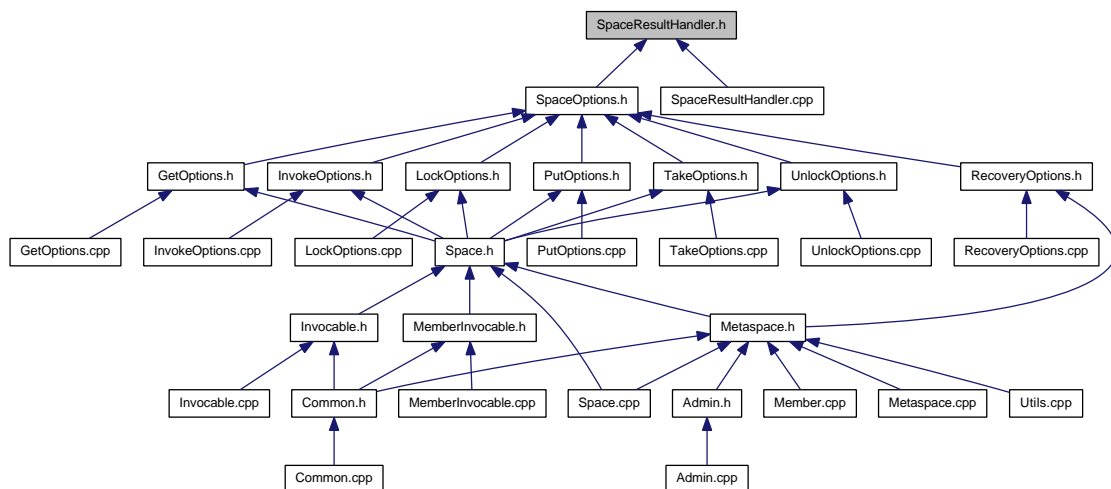 SpaceResultHandler.h
SpaceOptions.h
SpaceResultHandler.cpp
GetOptions.h
InvokeOptions.h
LockOptions.h
PutOptions.h
TakeOptions.h
UnlockOptions.h
RecoveryOptions.h
GetOptions.cpp
InvokeOptions.cpp
LockOptions.cpp
Space.h
PutOptions.cpp
TakeOptions.cpp
UnlockOptions.cpp
RecoveryOptions.cpp
Invocable.h
MemberInvocable.h
Metaspace.h
Invocable.cpp
Common.h
MemberInvocable.cpp
Space.cpp
Admin.h
Member.cpp
Metaspace.cpp
Utils.cpp
Common.cpp
Admin.cpp